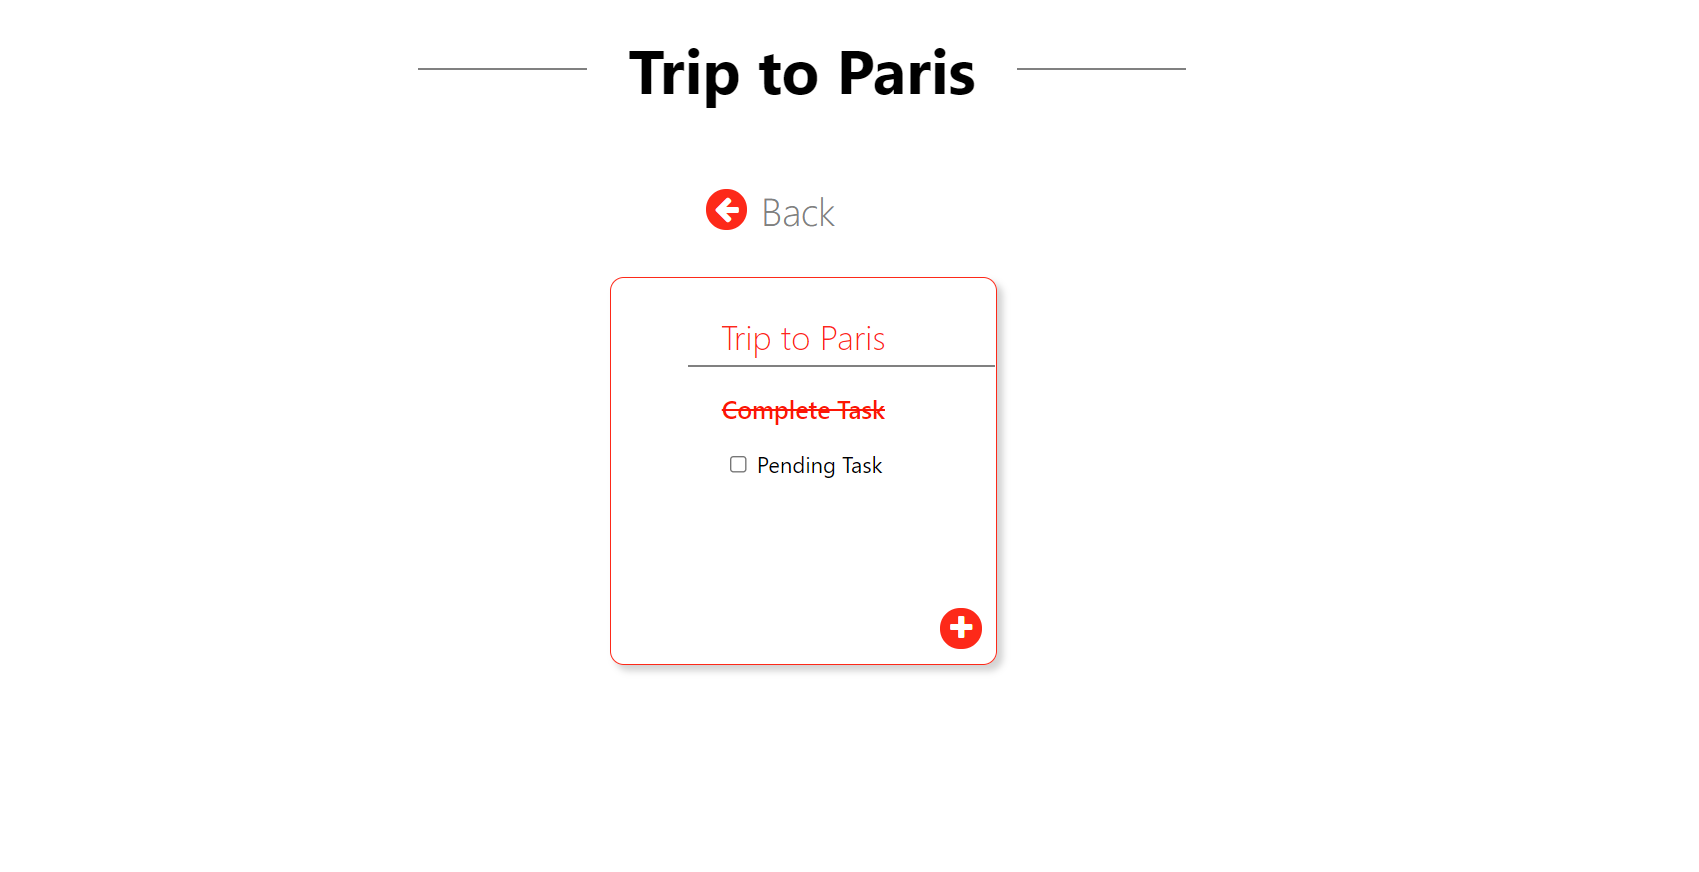 Trip to Paris
Back
Trip to Paris
Complete Task
Pending Task